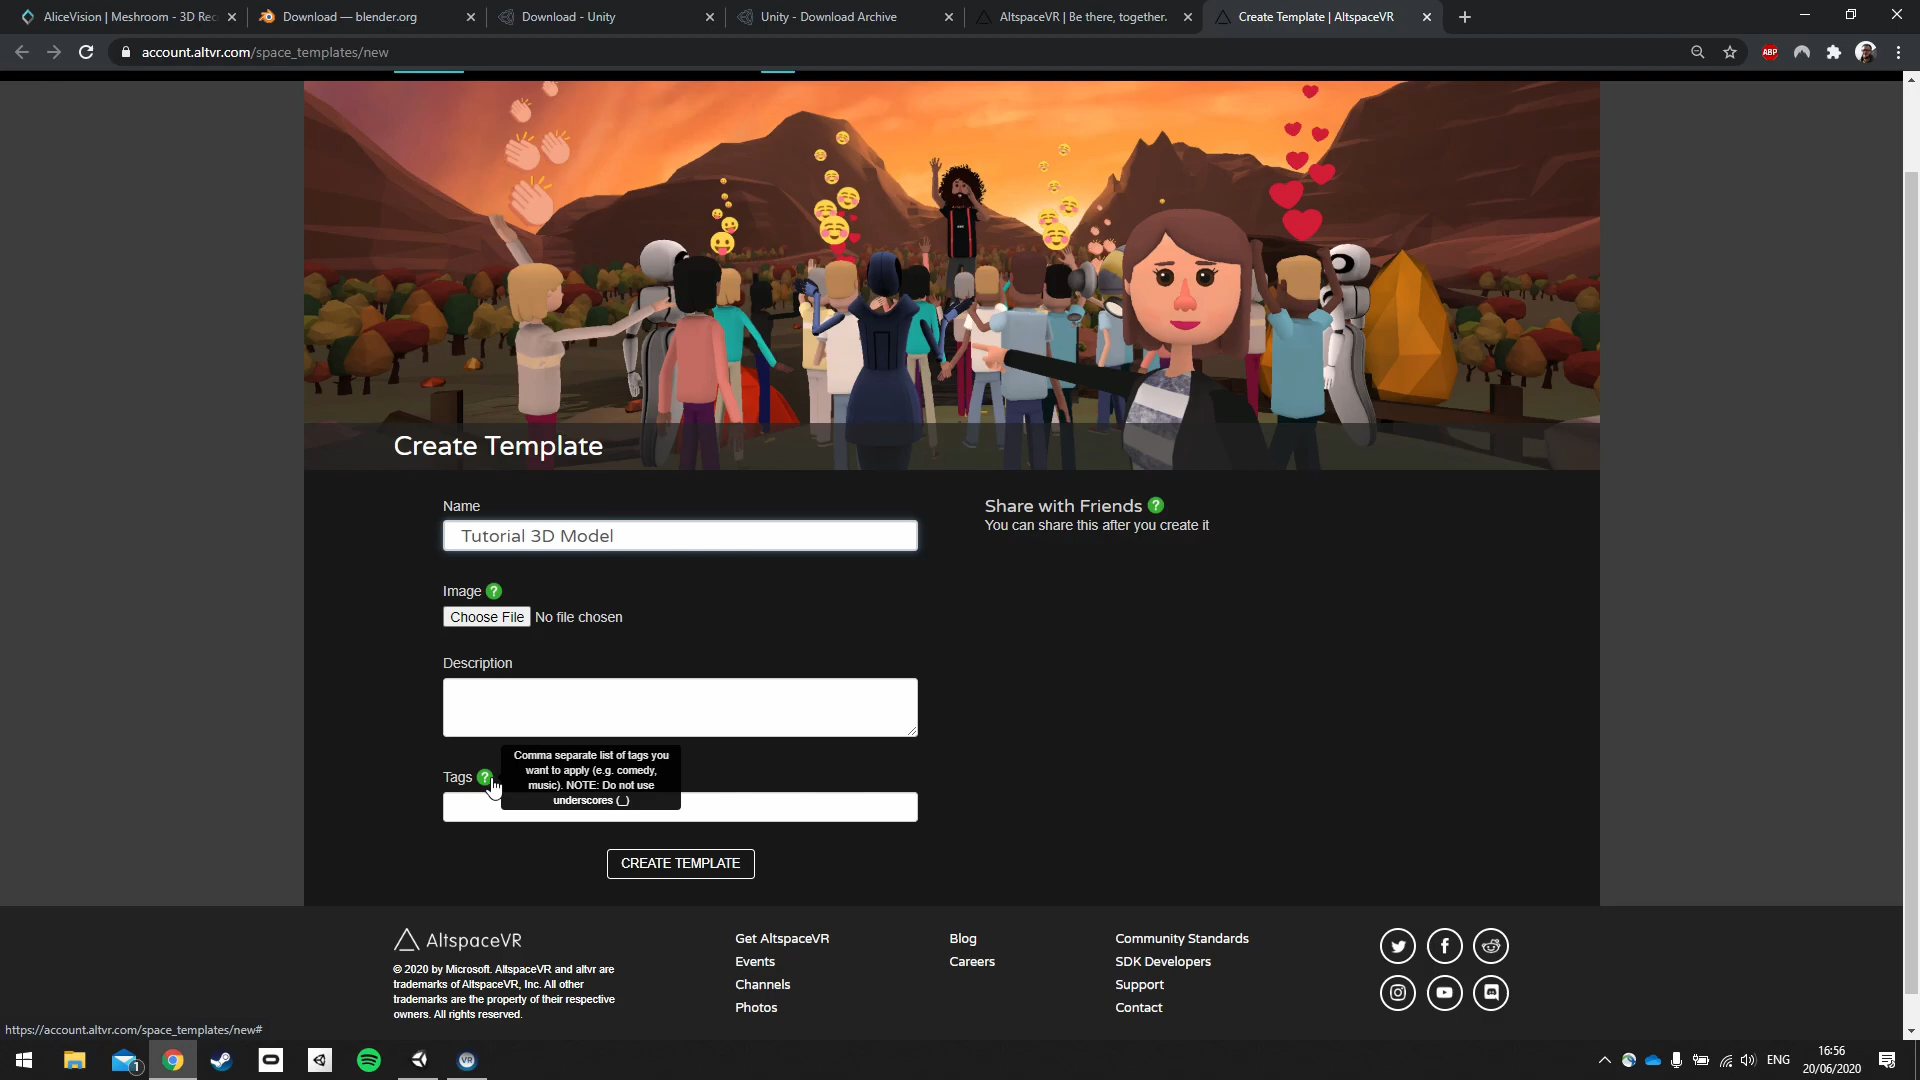 AliceVision | Meshroom - 3D Rec
Download — blender.org
Download - Unity
Unity - Download Archive
AltspaceVR | Be there, together.
Create Template | AltspaceVR
account.altvr.com/space_templates/new
ABP
Create Template
Name
Tutorial 3D Model
Share with Friends ?
You can share this after you create it
Image ?
Choose File No file chosen
Description
Tags ?
Comma separate list of tags you
want to apply (e.g. comedy,
music). NOTE: Do not use
underscores (_)
CREATE TEMPLATE
AltspaceVR
© 2020 by Microsoft. AltspaceVR and altvr are
trademarks of AltspaceVR, Inc. All other
trademarks are the property of their respective
owners. All rights reserved.
Get AltspaceVR
Events
Channels
Photos
Blog
Careers
Community Standards
SDK Developers
Support
Contact
https://account.altvr.com/space_templates/new#
1
VR
ENG
16:56
20/06/2020